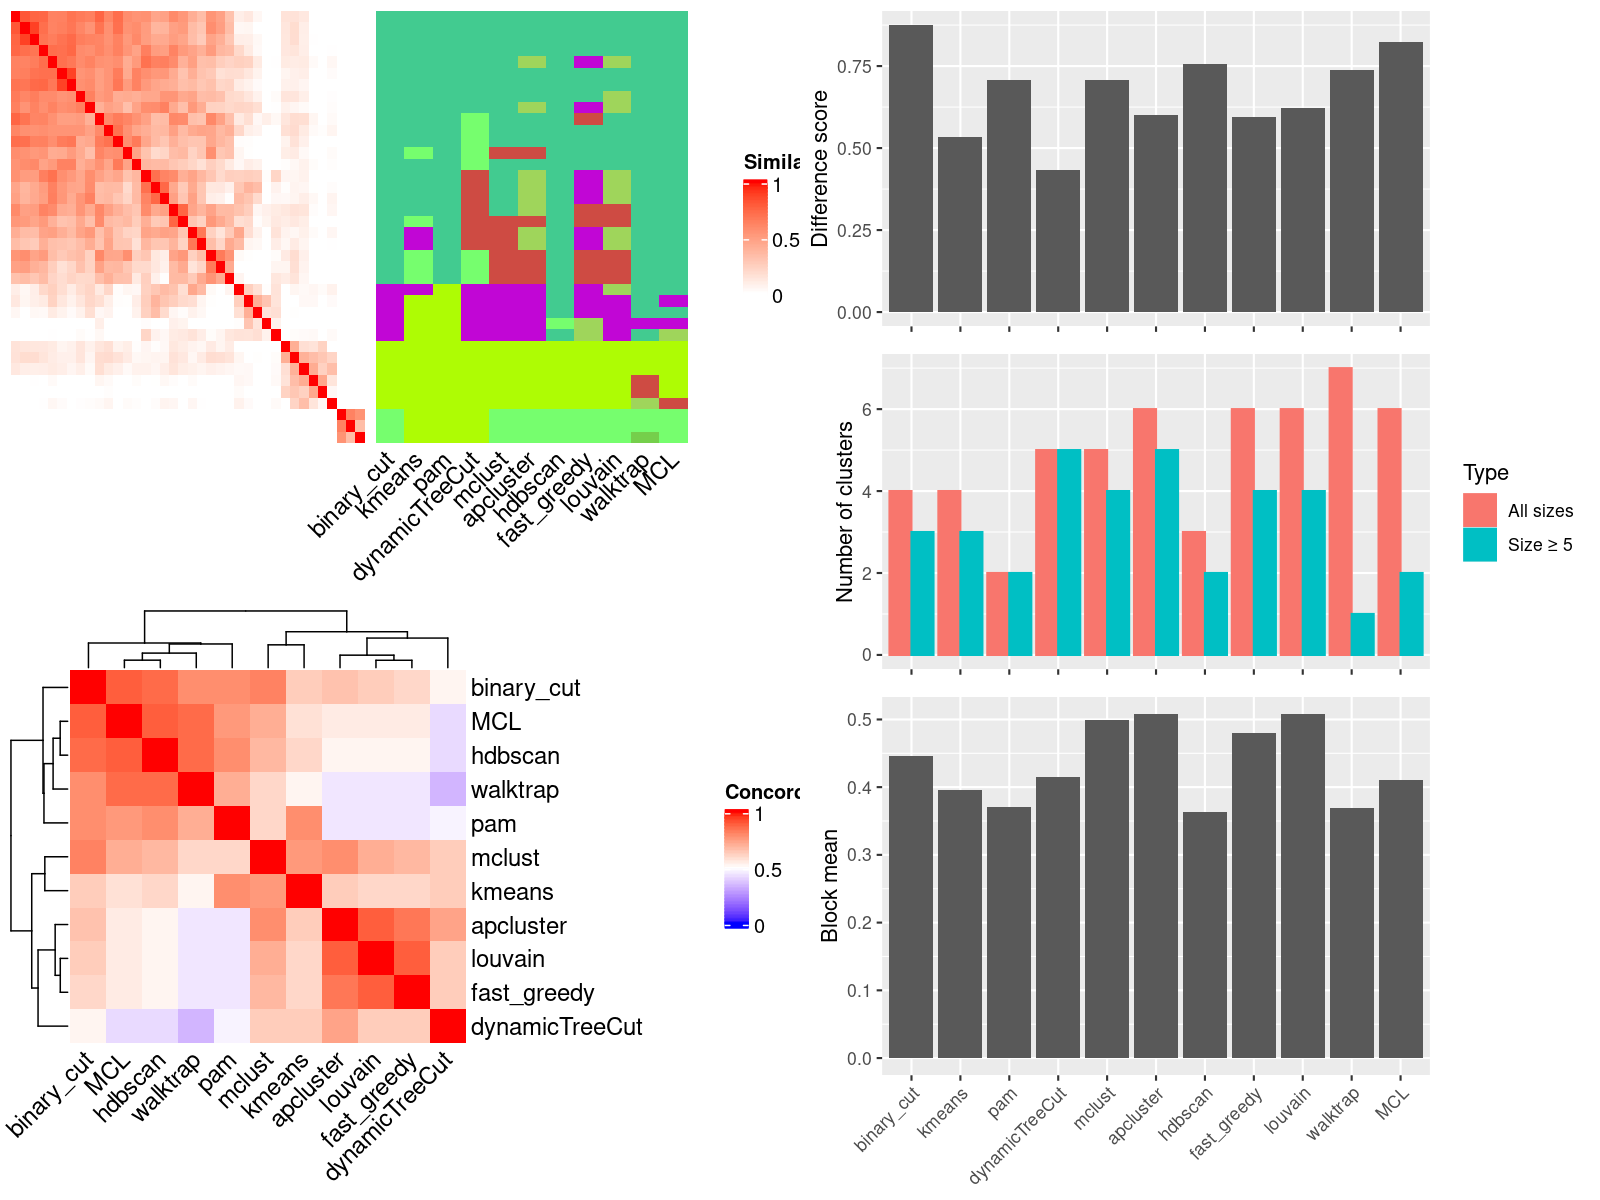 Simila
1
0.5
0
binary_cut
kmeans
pam
dynamicTreeCut
mclust
apcluster
hdbscan
fast_greedy
louvain
walktrap
MCL
binary_cut
MCL
hdbscan
walktrap
pam
mclust
kmeans
apcluster
louvain
fast_greedy
dynamicTreeCut
binary_cut
MCL
hdbscan
walktrap
pam
mclust
kmeans
apcluster
louvain
fast_greedy
dynamicTreeCut
Concord
1
0.5
0
Difference score
0.75
0.50
0.25
0.00
Number of clusters
6
4
2
0
Type
All sizes
Size ≥ 5
Block mean
0.5
0.4
0.3
0.2
0.1
0.0
binary_cut
kmeans
pam
dynamicTreeCut
mclust
apcluster
hdbscan
fast_greedy
louvain
walktrap
MCL